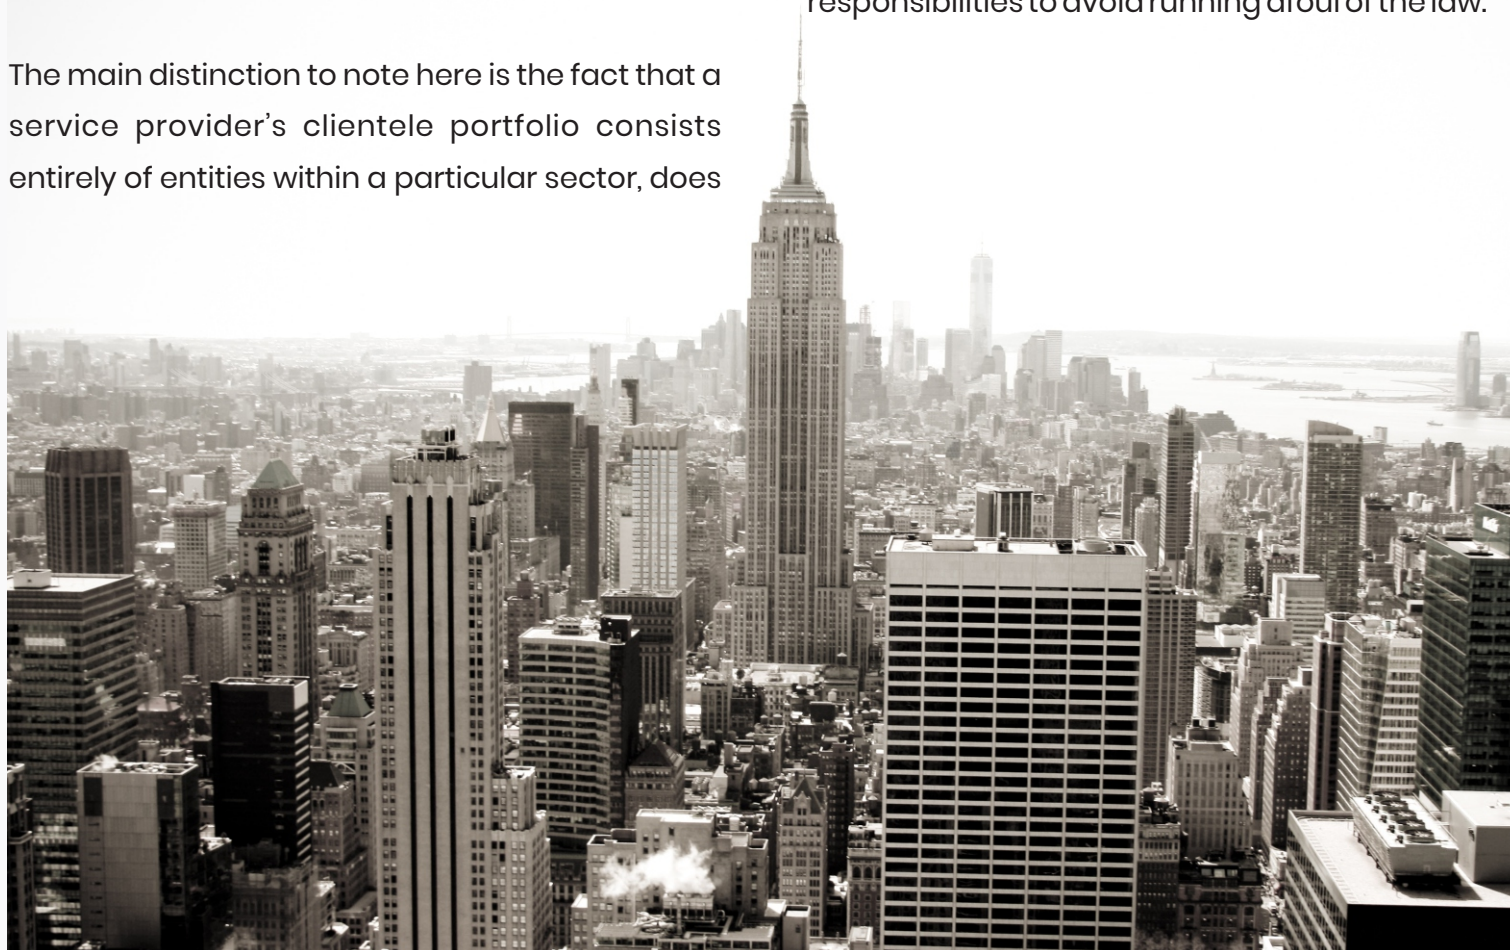 The main distinction to note here is the fact that a
service provider’s clientele portfolio consists
entirely of entities within a particular sector, does
responsibilities to avoid running afoul of the law.